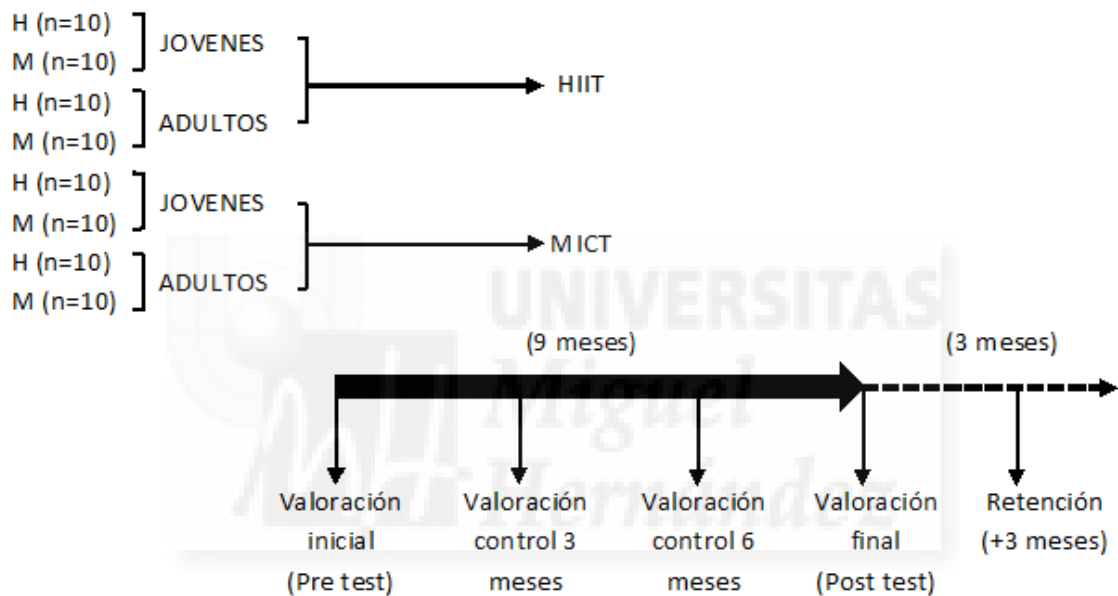 H (n=10)
M (n=10)
JOVENES
H (n=10)
M (n=10)
ADULTOS
HIIT
H (n=10)
M (n=10)
JOVENES
H (n=10)
M (n=10)
ADULTOS
MICT
UNIVERSITAS
Miguel
Hernández
(9 meses)
(3 meses)
Valoración
inicial
(Pre test)
Valoración
control 3
meses
Valoración
control 6
meses
Valoración
final
(Post test)
Retención
(+3 meses)